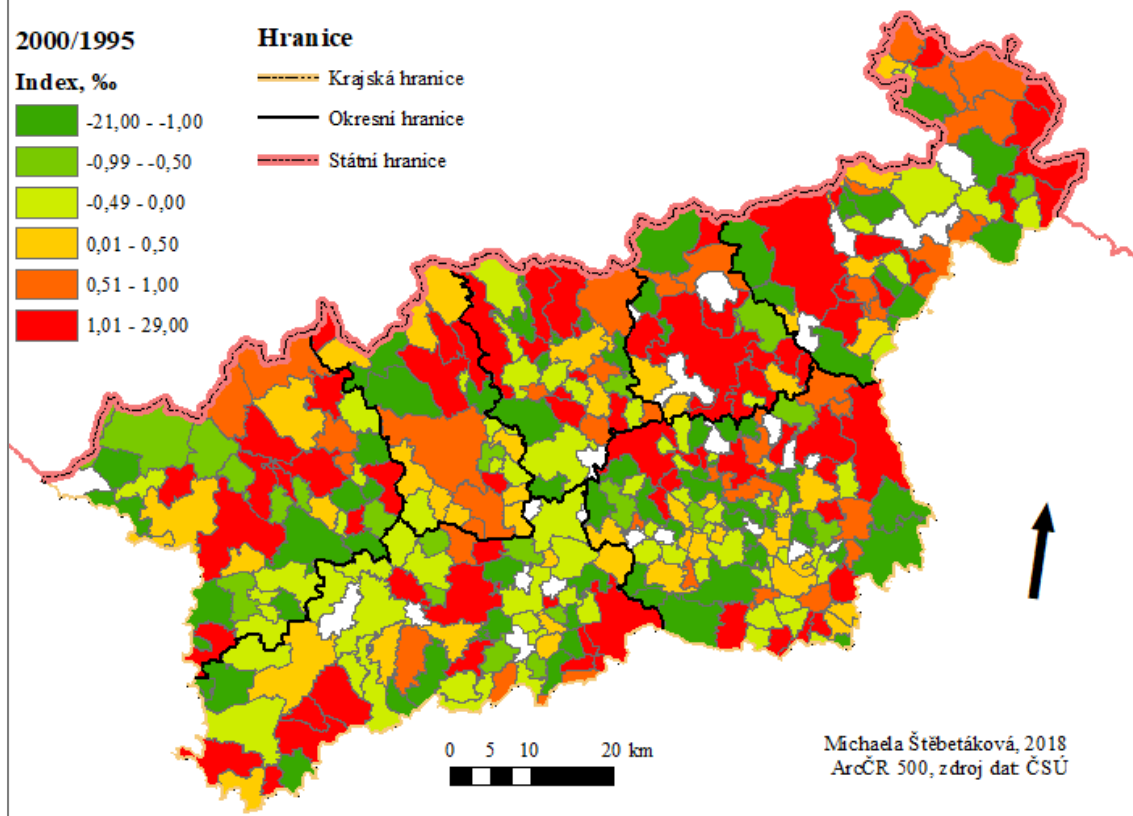 2000/1995
Index, ‰
-21,00 - -1,00
-0,99 - -0,50
-0,49 - 0,00
0,01 - 0,50
0,51 - 1,00
1,01 - 29,00
Hranice
Krajská hranice
Okresní hranice
Státní hranice
0 5 10 20 km
Michaela Štěbetáková, 2018
ArcČR 500, zdroj dat: ČSÚ